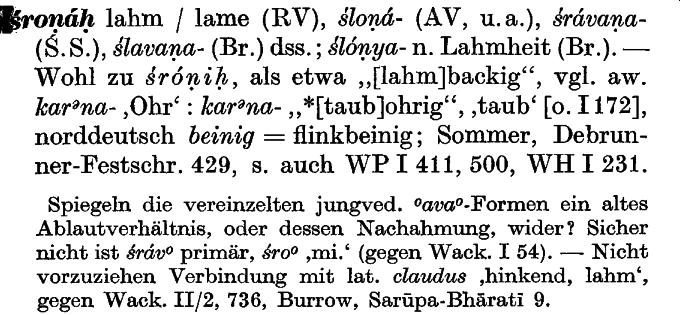 śroṇáḥ lahm / lame (RV), śloṇá- (AV, u.a.), śrávaṇa-
(Ś.S.), ślavaṇa- (Br.) dss.; ślóṇya- n. Lahmheit (Br.). —
Wohl zu śróṇiḥ, als etwa „[lahm]backig“, vgl. aw.
karᵊna- ‚Ohr‘ : karᵊna- „*[taub]ohrig“, ‚taub‘ [o. I 172],
norddeutsch beinig = flinkbeinig; Sommer, Debrun-
ner-Festschr. 429, s. auch WP I 411, 500, WH I 231.
Spiegeln die vereinzelten jungved. °ava°-Formen ein altes
Ablautverhältnis, oder dessen Nachahmung, wider? Sicher
nicht ist śráv° primär, śro° ‚mi.‘ (gegen Wack. I 54). — Nicht
vorzuziehen Verbindung mit lat. claudus ‚hinkend, lahm‘,
gegen Wack. II/2, 736, Burrow, Sarūpa-Bhāratī 9.